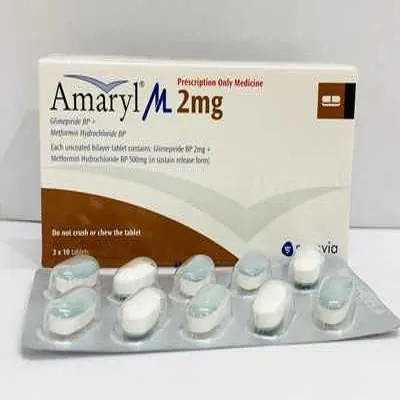 Prescription Only Medicine
Amaryl® M 2mg
Glimepiride BP +
Metformin Hydrochloride BP
Each uncoated bilayer tablet contains: Glimepiride BP 2mg +
Metformin Hydrochloride BP 500mg (in sustain release form)
Do not crush or chew the tablet
3 x 10 tablets